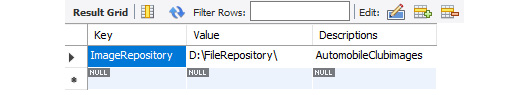 Result Grid Filter Rows: Edit:
Key Value Descriptions
ImageRepository D:\FileRepository\ AutomobileClubimages
NULL NULL NULL